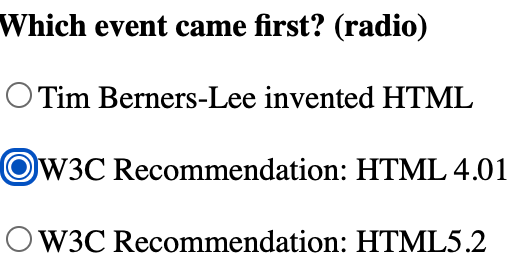 Which event came first? (radio)
Tim Berners-Lee invented HTML
W3C Recommendation: HTML 4.01
W3C Recommendation: HTML5.2